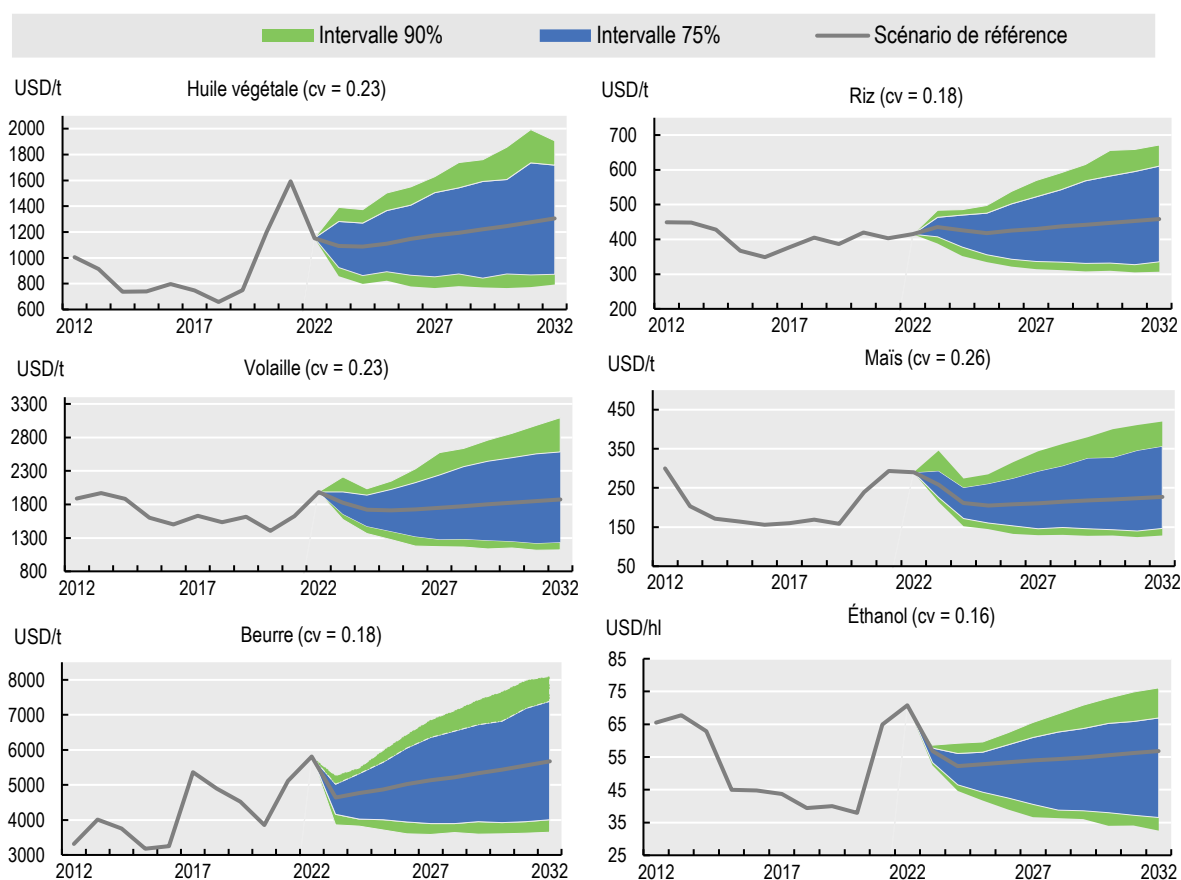 Intervalle 90% Intervalle 75% Scénario de référence
USD/t
Huile végétale (cv = 0.23)
2000
1800
1600
1400
1200
1000
800
600
2012 2017 2022 2027 2032
USD/t
Riz (cv = 0.18)
700
600
500
400
300
200
2012 2017 2022 2027 2032
USD/t
Volaille (cv = 0.23)
3300
2300
1800
1300
800
2012 2017 2022 2027 2032
USD/t
Maïs (cv = 0.26)
450
350
250
150
50
2012 2017 2022 2027 2032
USD/t
Beurre (cv = 0.18)
8000
7000
6000
5000
4000
3000
2012 2017 2022 2027 2032
USD/hl
Éthanol (cv = 0.16)
85
75
65
55
45
35
25
2012 2017 2022 2027 2032